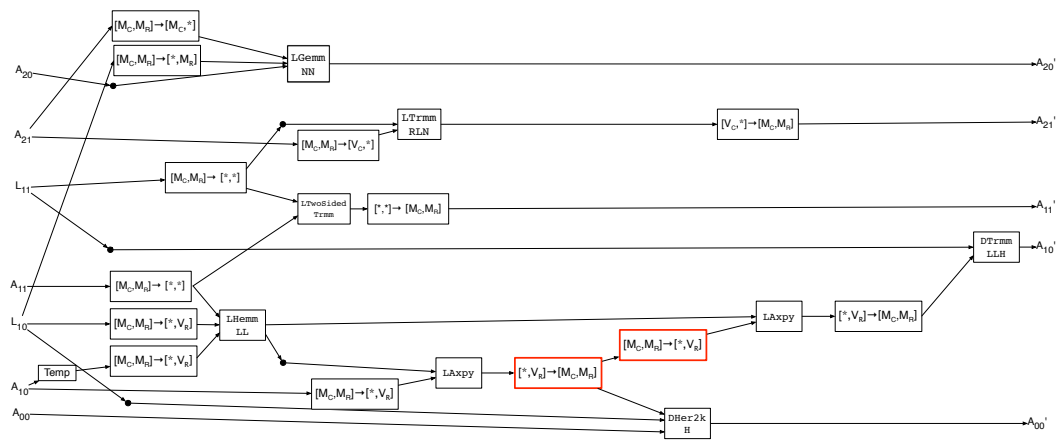 [M_C,M_R]→[M_C,*]
[M_C,M_R]→[*,M_R]
LGemm
NN
A_20
A_20'
LTrmm
RLN
[V_C,*]→[M_C,M_R]
A_21'
A_21
[M_C,M_R]→[V_C,*]
[M_C,M_R]→ [*,*]
L_11
LTwoSided
Trmm
[*,*]→ [M_C,M_R]
A_11'
DTrmm
LLH
A_10'
A_11
[M_C,M_R]→ [*,*]
L_10
[M_C,M_R]→[*,V_R]
LHemm
LL
LAxpy
[*,V_R]→[M_C,M_R]
[M_C,M_R]→[*,V_R]
[M_C,M_R]→[*,V_R]
Temp
LAxpy
[*,V_R]→[M_C,M_R]
A_10
[M_C,M_R]→[*,V_R]
A_00
DHer2k
H
A_00'